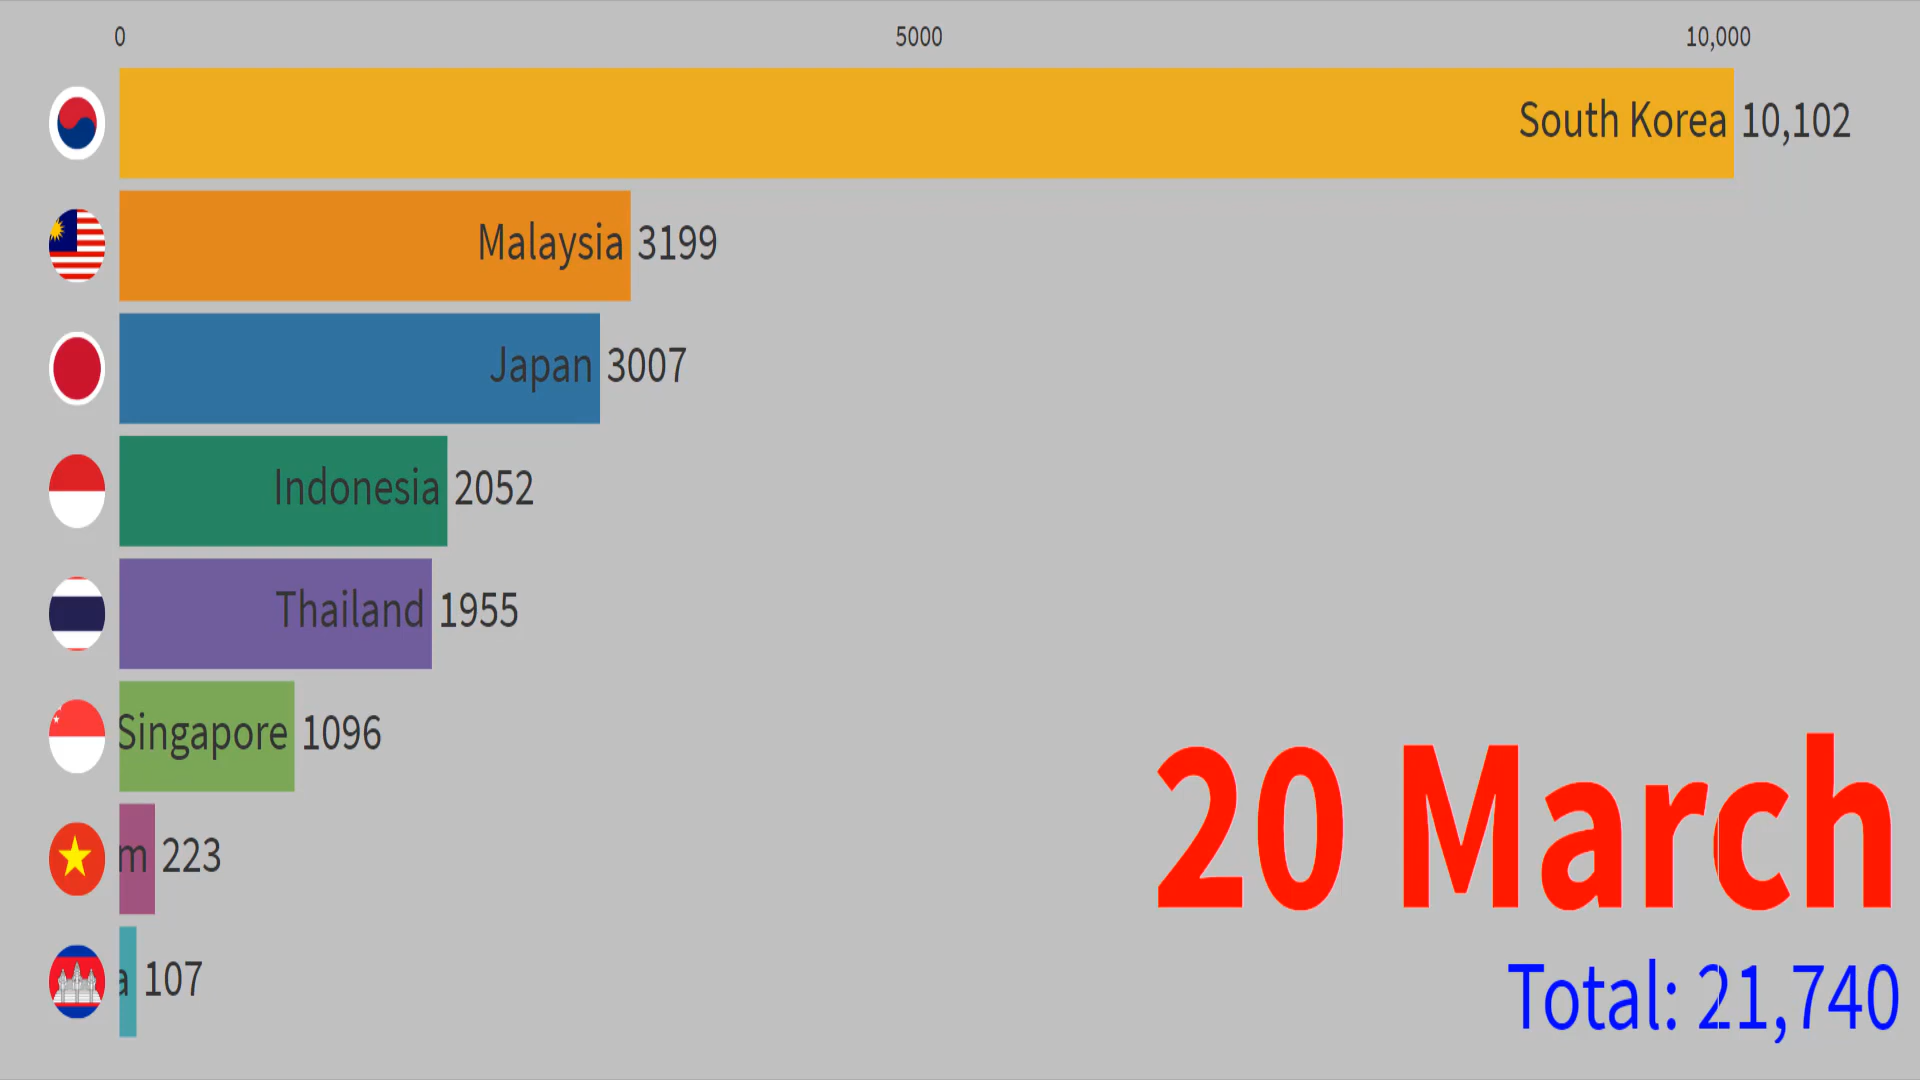 0 5000 10,000
South Korea 10,102
Malaysia 3199
Japan 3007
Indonesia 2052
Thailand 1955
Singapore 1096
m 223
a 107
20 March
Total: 21,740